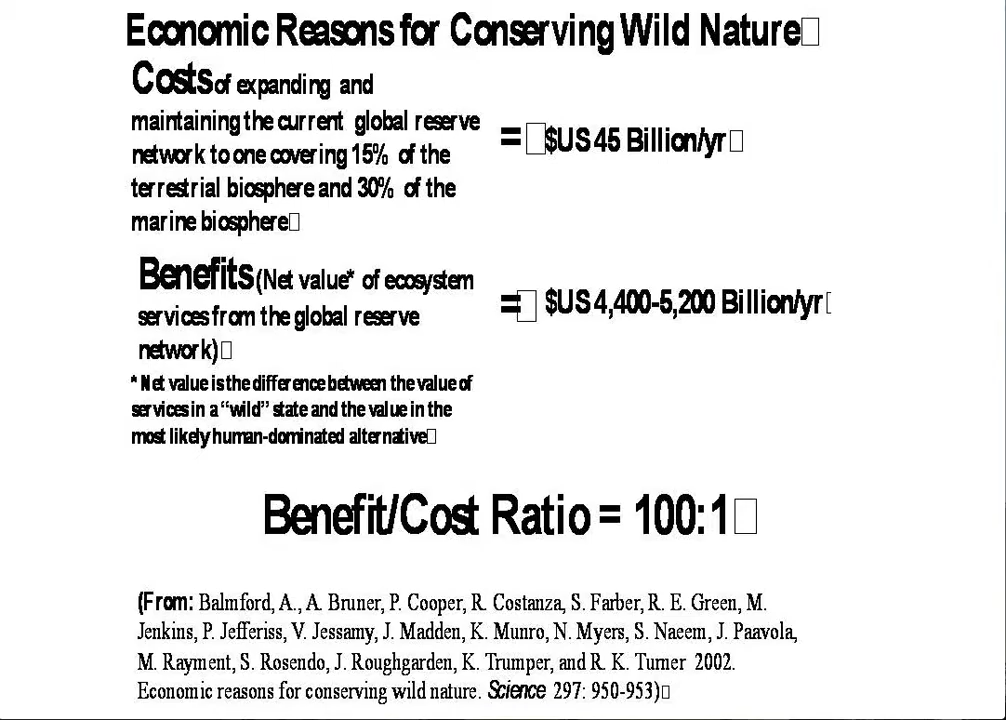 Economic Reasons for Conserving Wild Nature
Costs of expanding and
maintaining the current global reserve
network to one covering 15% of the
terrestrial biosphere and 30% of the
marine biosphere
= $US 45 Billion/yr
Benefits (Net value* of ecosystem
services from the global reserve
network)
= $US 4,400-5,200 Billion/yr
* Net value is the difference between the value of
services in a “wild” state and the value in the
most likely human-dominated alternative
Benefit/Cost Ratio = 100:1
(From: Balmford, A., A. Bruner, P. Cooper, R. Costanza, S. Farber, R. E. Green, M.
Jenkins, P. Jefferiss, V. Jessamy, J. Madden, K. Munro, N. Myers, S. Naeem, J. Paavola,
M. Rayment, S. Rosendo, J. Roughgarden, K. Trumper, and R. K. Turner 2002.
Economic reasons for conserving wild nature. Science 297: 950-953)